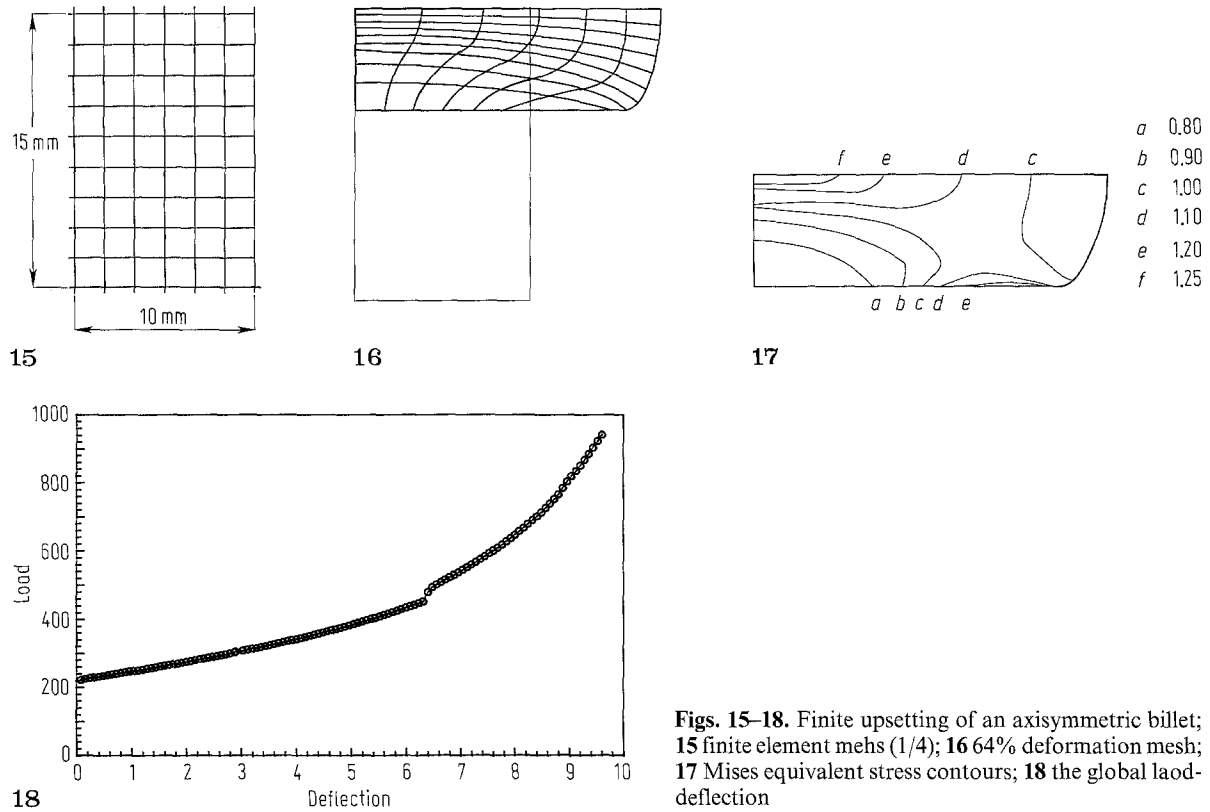 15 mm
10 mm
15
16
f e d c
a 0.80
b 0.90
c 1.00
d 1.10
e 1.20
f 1.25
a b c d e
17
1000
800
600
400
200
0
Load
0 1 2 3 4 5 6 7 8 9 10
Deflection
18
Figs. 15–18. Finite upsetting of an axisymmetric billet;
15 finite element mehs (1/4); 16 64% deformation mesh;
17 Mises equivalent stress contours; 18 the global laod-
deflection